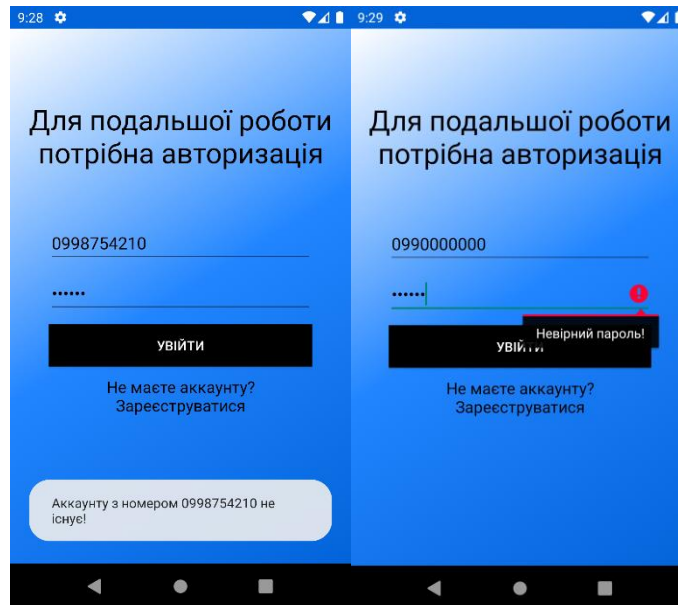 9:28
Для подальшої роботи
потрібна авторизація
0998754210
••••••
УВІЙТИ
Не маєте аккаунту?
Зареєструватися
Аккаунту з номером 0998754210 не
існує!
9:29
Для подальшої роботи
потрібна авторизація
0990000000
••••••
Невірний пароль!
УВІЙТИ
Не маєте аккаунту?
Зареєструватися